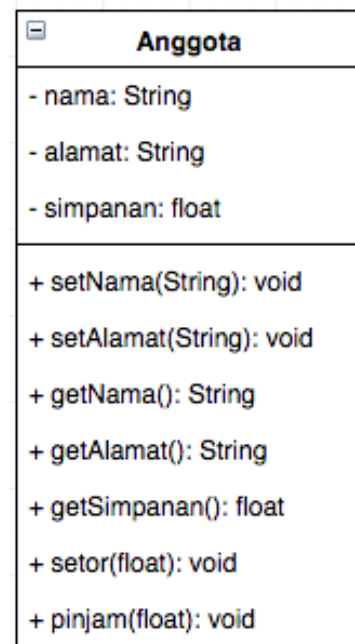 Anggota
- nama: String
- alamat: String
- simpanan: float
+ setNama(String): void
+ setAlamat(String): void
+ getNama(): String
+ getAlamat(): String
+ getSimpanan(): float
+ setor(float): void
+ pinjam(float): void